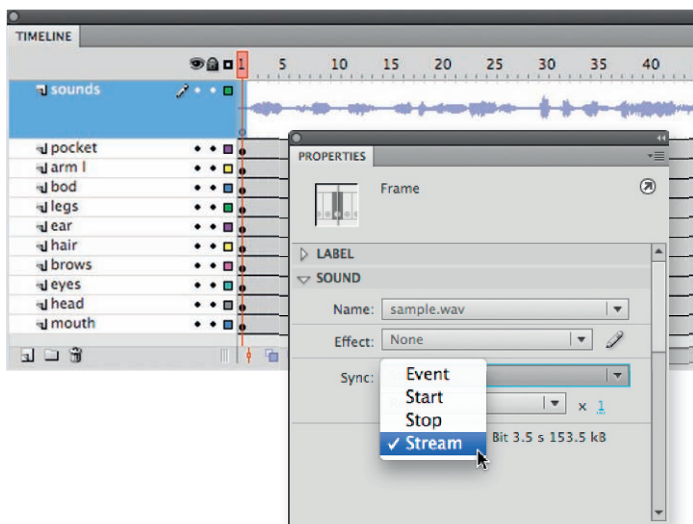 TIMELINE
1 5 10 15 20 25 30 35 40
sounds
pocket
arm l
bod
legs
ear
hair
brows
eyes
head
mouth
PROPERTIES
Frame
LABEL
SOUND
Name: sample.wav
Effect: None
Sync:
Event
Start
Stop
Stream
x 1
Bit 3.5 s 153.5 kB